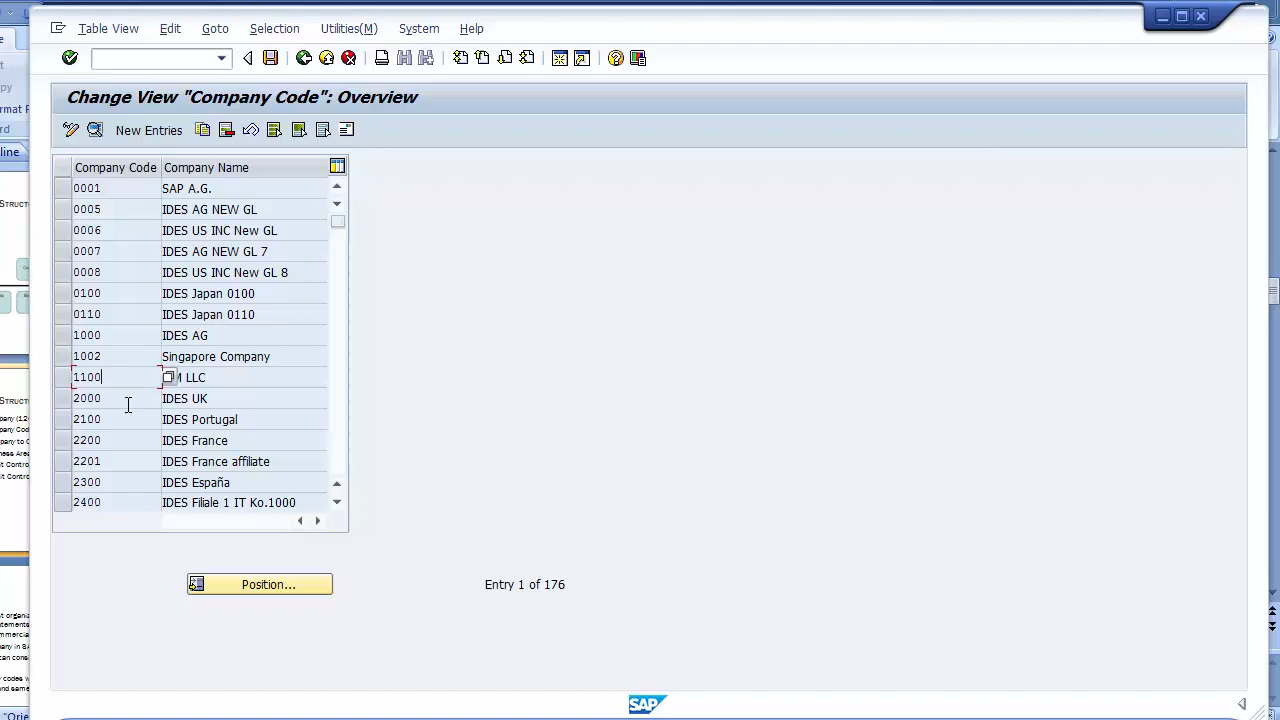 Table View Edit Goto Selection Utilities(M) System Help
Change View "Company Code": Overview
New Entries
Company Code Company Name
0001 SAP A.G.
0005 IDES AG NEW GL
0006 IDES US INC New GL
0007 IDES AG NEW GL 7
0008 IDES US INC New GL 8
0100 IDES Japan 0100
0110 IDES Japan 0110
1000 IDES AG
1002 Singapore Company
1100 LLC
2000 IDES UK
2100 IDES Portugal
2200 IDES France
2201 IDES France affiliate
2300 IDES España
2400 IDES Filiale 1 IT Ko.1000
Position... Entry 1 of 176
SAP